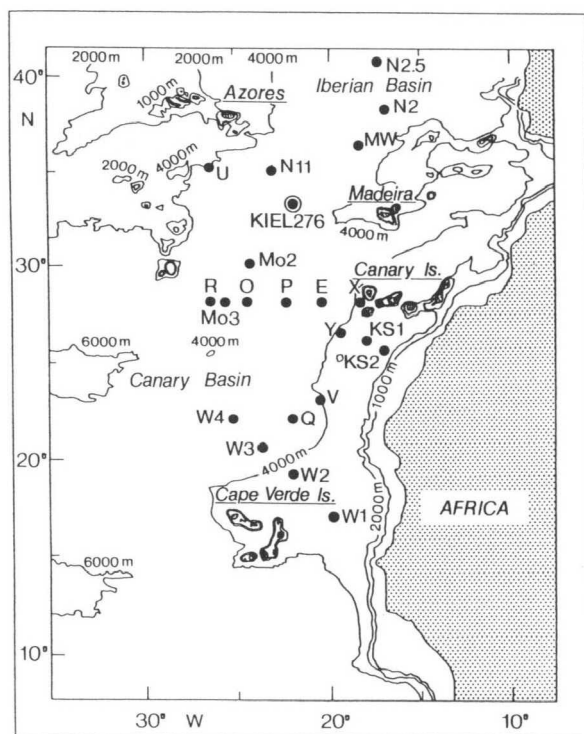 2000m 2000m 4000m
40°
N2.5
Iberian Basin
1000m
Azores
N
N2
MW
4000m
2000m
U
N11
Madeira
KIEL276
4000m
30°
Mo2
Canary Is.
R O P E X
Mo3
Y
KS1
6000m
4000m
KS2
Canary Basin
1000m
V
W4
Q
W3
20°
4000m
W2
2000m
Cape Verde Is.
W1
AFRICA
6000m
10°
30° W 20° 10°